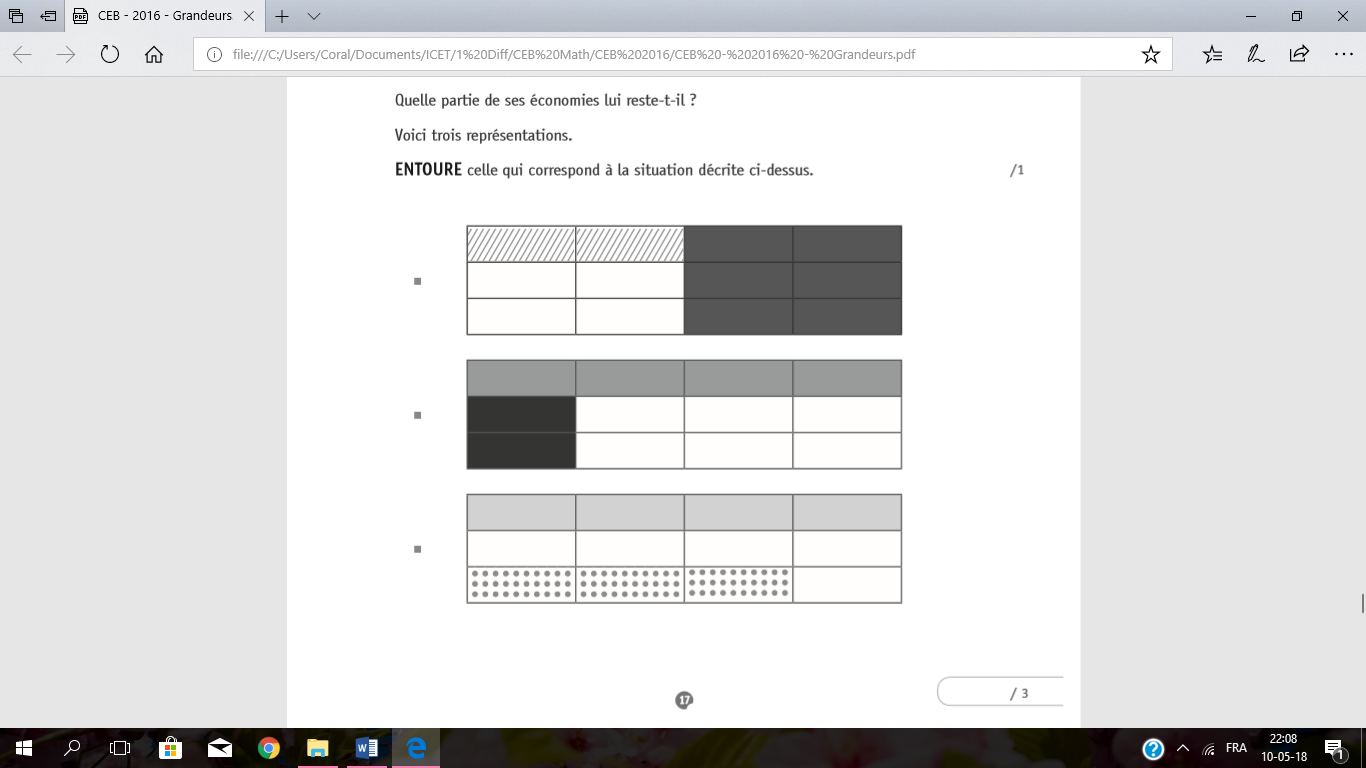 CEB - 2016 - Grandeurs
file:///C:/Users/Coral/Documents/ICET/1%20Diff/CEB%20Math/CEB%202016/CEB%20-%202016%20-%20Grandeurs.pdf
Quelle partie de ses économies lui reste-t-il ?
Voici trois représentations.
ENTOURE celle qui correspond à la situation décrite ci-dessus. /1
17
/ 3
FRA
22:08
10-05-18
1